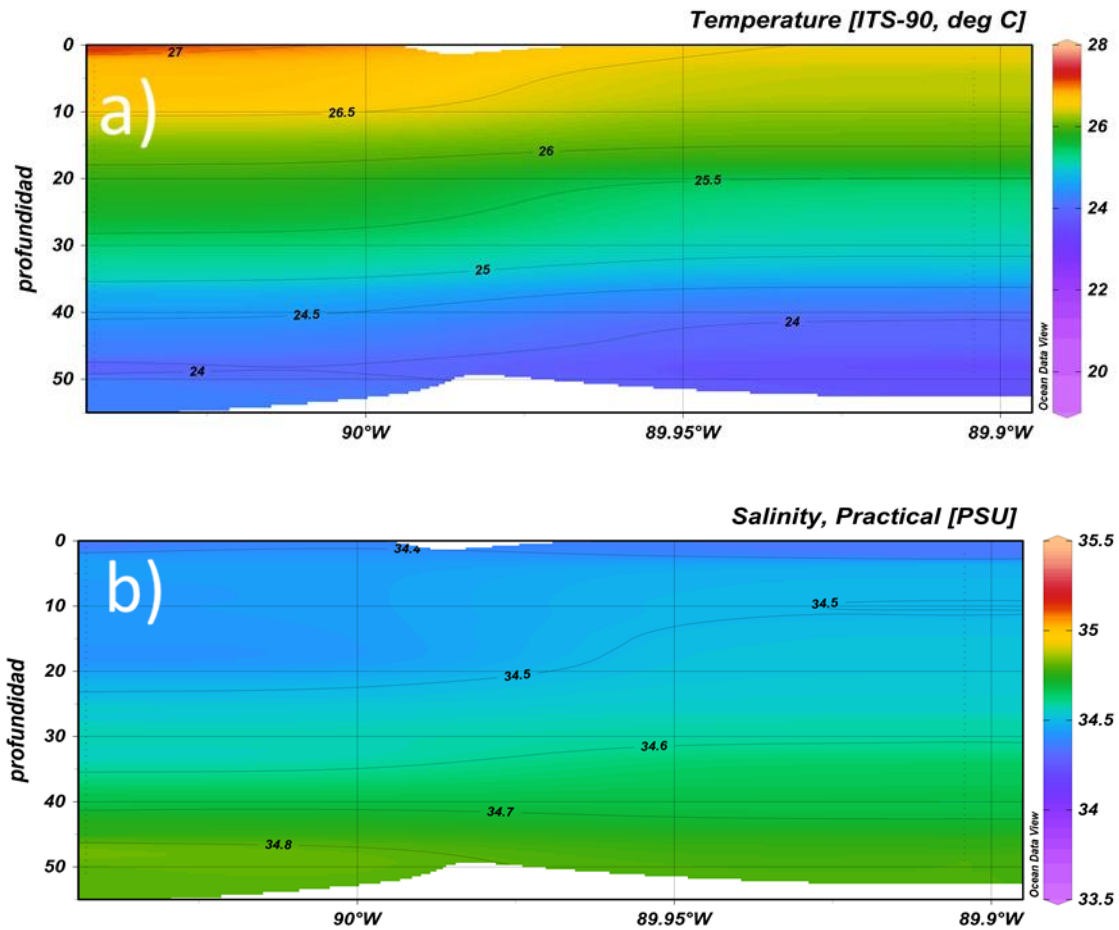 Temperature [ITS-90, deg C]
a)
profundidad
0
10
20
30
40
50
27
26.5
26
25.5
25
24.5
24
24
90°W
89.95°W
89.9°W
28
26
24
22
20
Ocean Data View
Salinity, Practical [PSU]
b)
profundidad
0
10
20
30
40
50
34.4
34.5
34.5
34.6
34.7
34.8
90°W
89.95°W
89.9°W
35.5
35
34.5
34
33.5
Ocean Data View